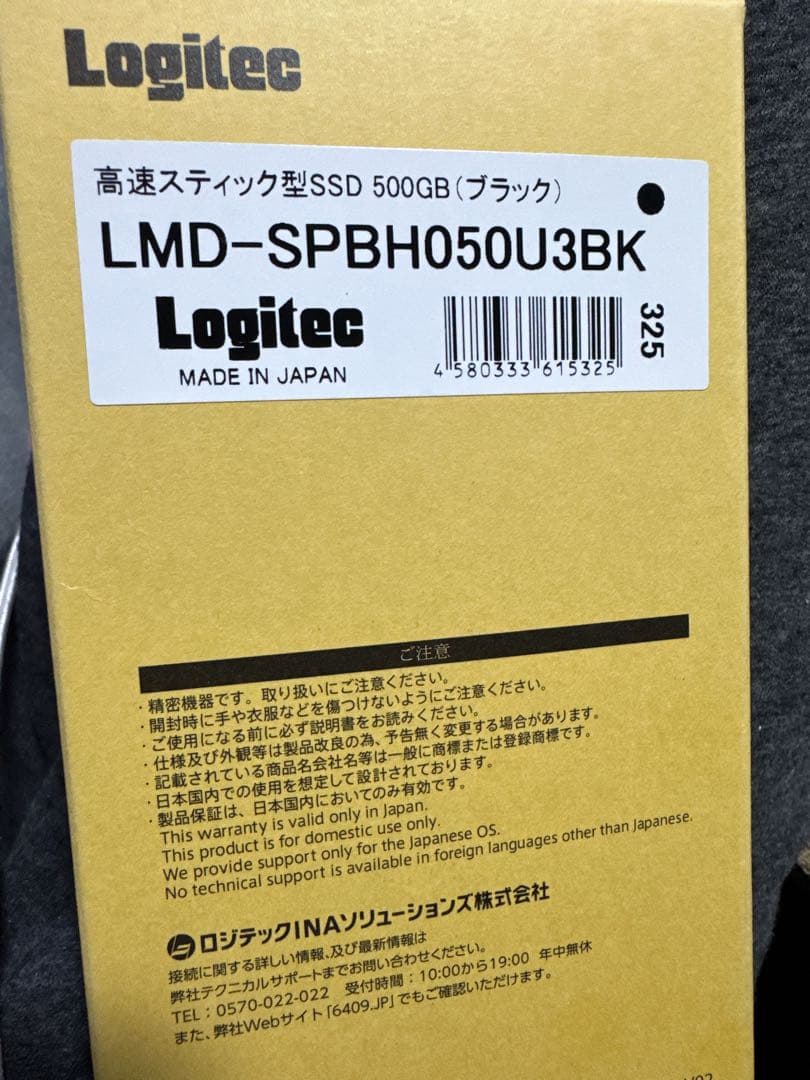 Logitec
高速スティック型SSD 500GB(ブラック)
LMD-SPBH050U3BK
Logitec
MADE IN JAPAN
4 580333 615325
325
ご注意
・精密機器です。取り扱いにご注意ください。
・開封時に手や衣服などを傷つけないようにご注意ください。
・ご使用になる前に必ず説明書をお読みください。
・仕様及び外観等は製品改良の為、予告無く変更する場合があります。
・記載されている商品名会社名等は一般に商標または登録商標です。
・日本国内での使用を想定して設計されております。
・製品保証は、日本国内においてのみ有効です。
This warranty is valid only in Japan.
This product is for domestic use only.
We provide support only for the Japanese OS.
No technical support is available in foreign languages other than Japanese.
ロジテックINAソリューションズ株式会社
接続に関する詳しい情報、及び最新情報は
弊社テクニカルサポートまでお問い合わせください。
TEL:0570-022-022 受付時間:10:00から19:00 年中無休
また、弊社Webサイト「6409.JP」でもご確認いただけます。